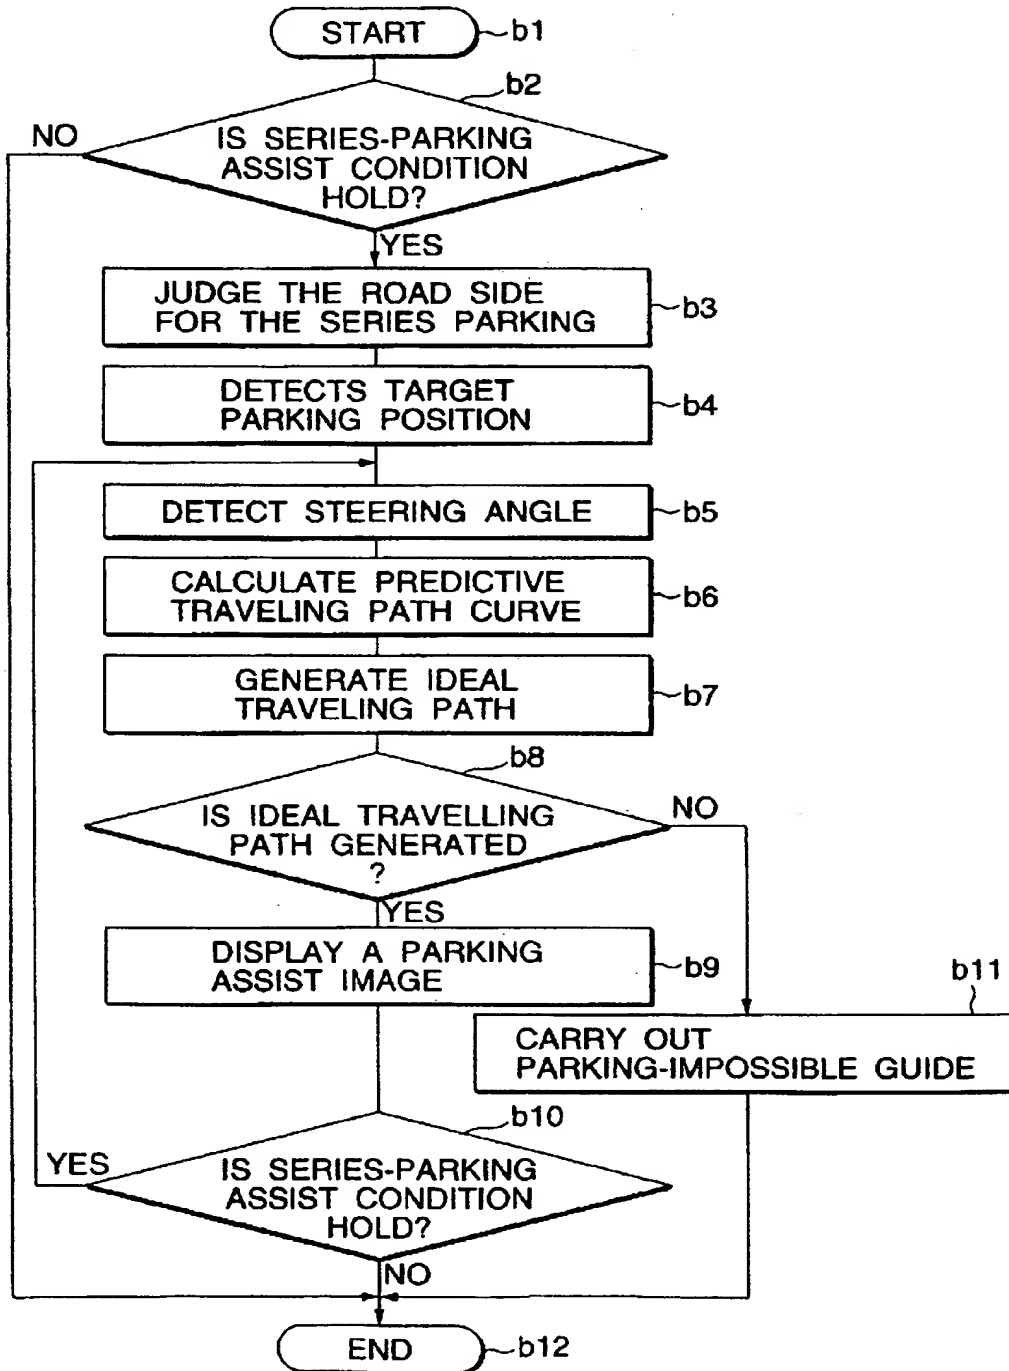 START
b1
b2
NO
IS SERIES-PARKING
ASSIST CONDITION
HOLD?
YES
JUDGE THE ROAD SIDE
FOR THE SERIES PARKING
b3
DETECTS TARGET
PARKING POSITION
b4
DETECT STEERING ANGLE
b5
CALCULATE PREDICTIVE
TRAVELING PATH CURVE
b6
GENERATE IDEAL
TRAVELING PATH
b7
b8
IS IDEAL TRAVELLING
PATH GENERATED
?
NO
YES
DISPLAY A PARKING
ASSIST IMAGE
b9
b11
CARRY OUT
PARKING-IMPOSSIBLE GUIDE
b10
YES
IS SERIES-PARKING
ASSIST CONDITION
HOLD?
NO
END
b12